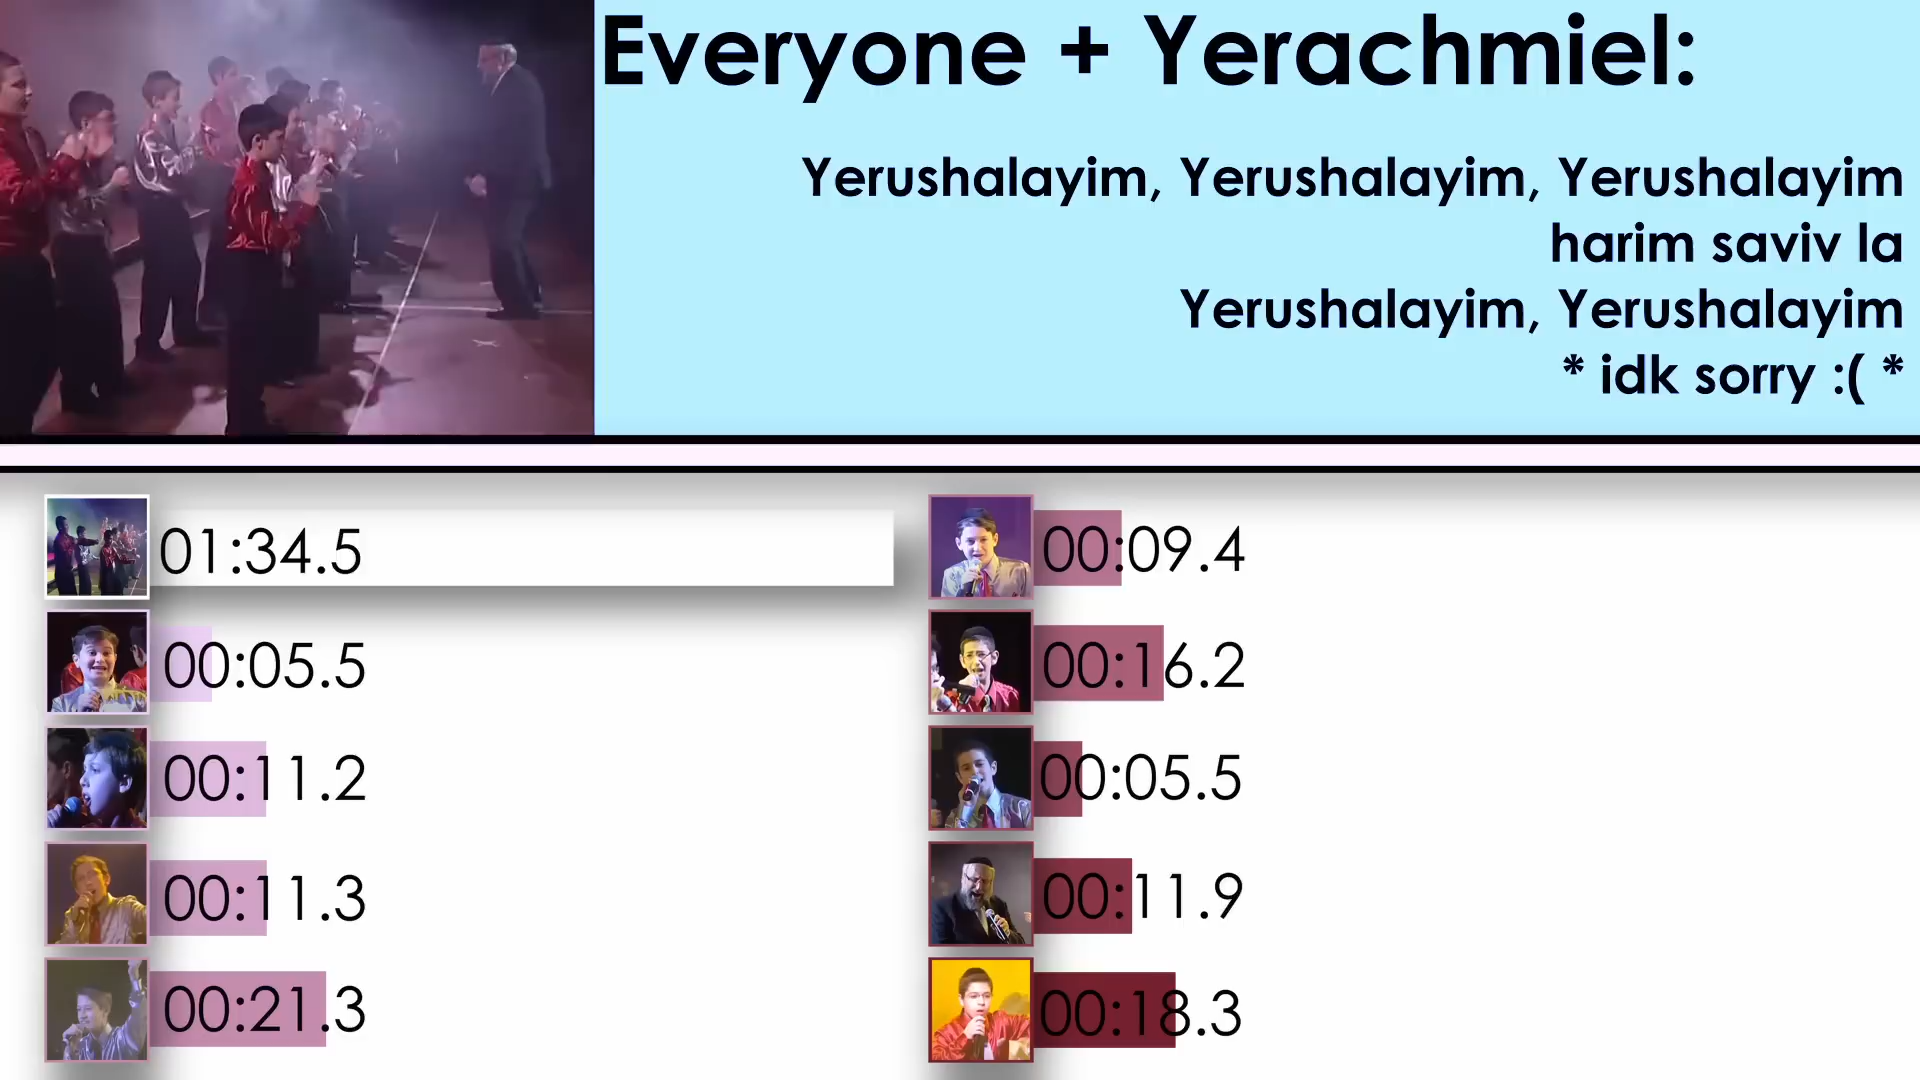 Everyone + Yerachmiel:
Yerushalayim, Yerushalayim, Yerushalayim
harim saviv la
Yerushalayim, Yerushalayim
* idk sorry :( *
01:34.5
00:05.5
00:11.2
00:11.3
00:21.3
00:09.4
00:16.2
00:05.5
00:11.9
00:18.3